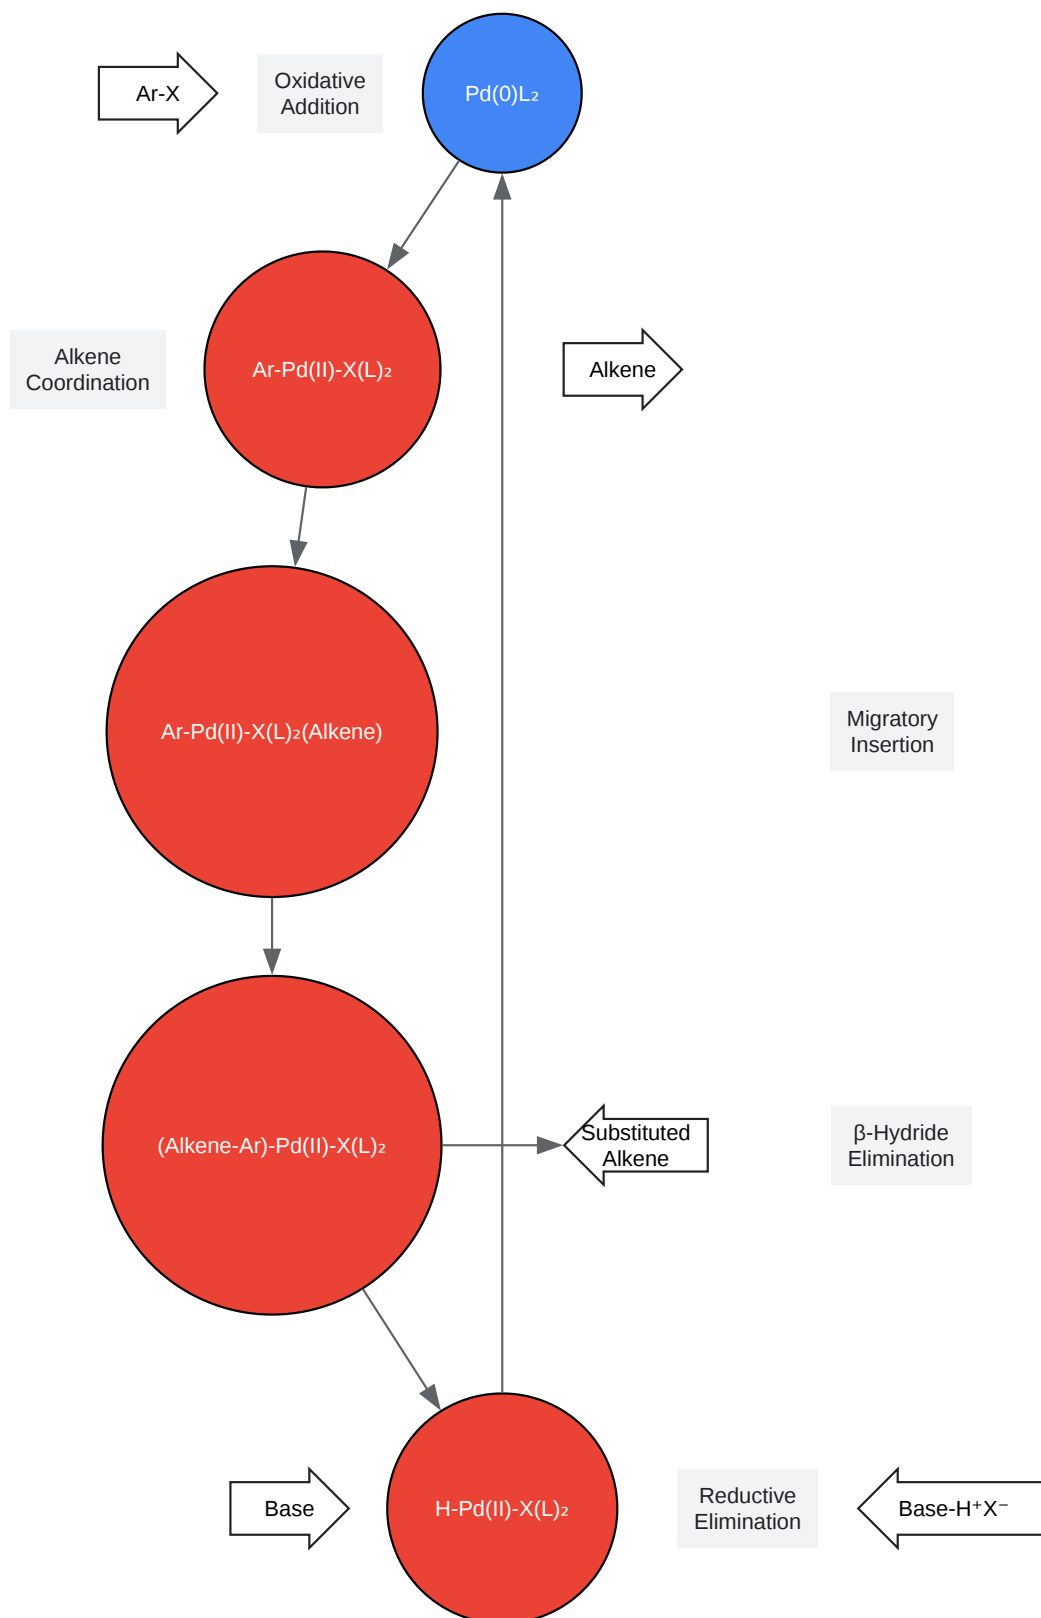 Ar-X
Oxidative
Addition
Pd(0)L₂
Alkene
Coordination
Ar-Pd(II)-X(L)₂
Alkene
Ar-Pd(II)-X(L)₂(Alkene)
Migratory
Insertion
(Alkene-Ar)-Pd(II)-X(L)₂
Substituted
Alkene
β-Hydride
Elimination
Base
H-Pd(II)-X(L)₂
Reductive
Elimination
Base-H⁺X⁻